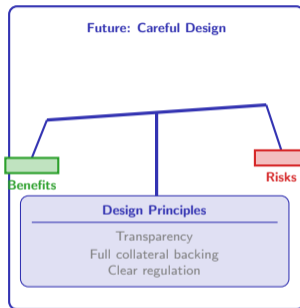 Future: Careful Design
Benefits
Risks
Design Principles
Transparency
Full collateral backing
Clear regulation